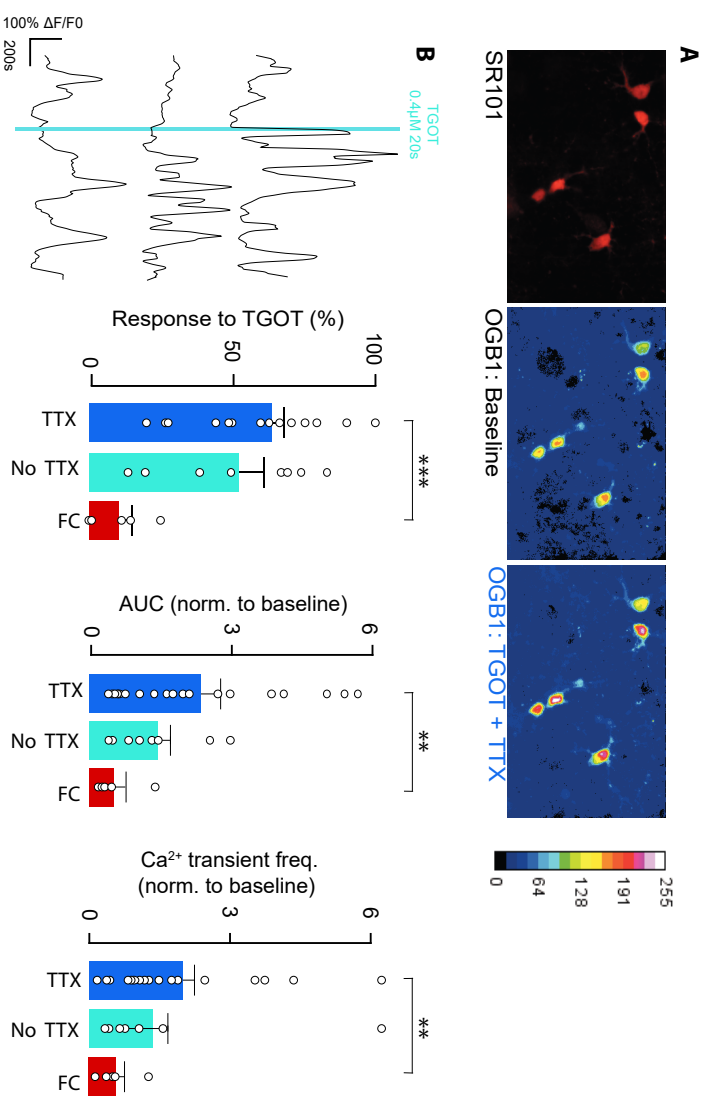 A
SR101
OGB1: Baseline
OGB1: TGOT + TTX
0
64
128
191
255
B
TGOT
0.4μM 20s
100% ΔF/F0
200s
Response to TGOT (%)
0
50
100
TTX
No TTX
FC
***
AUC (norm. to baseline)
0
3
6
TTX
No TTX
FC
**
Ca²⁺ transient freq.
(norm. to baseline)
0
3
6
TTX
No TTX
FC
**